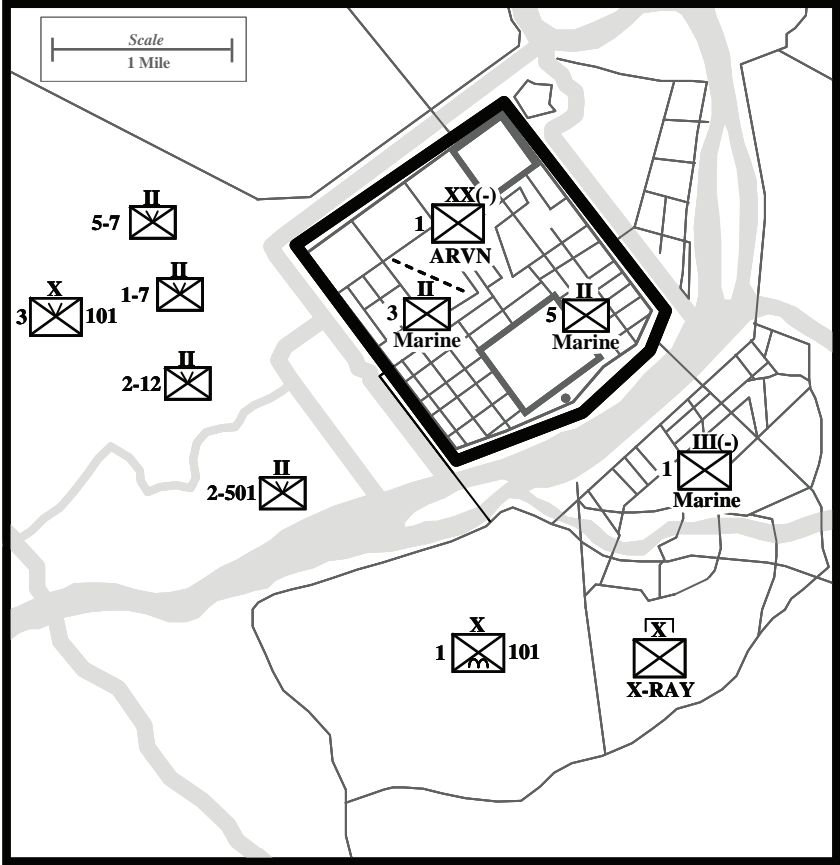 Scale
1 Mile
XX(-)
1
ARVN
II
5-7
II
1-7
X
3 101
II
2-12
II
3
Marine
II
5
Marine
II
2-501
III(-)
1
Marine
X
1 101
X
X-RAY